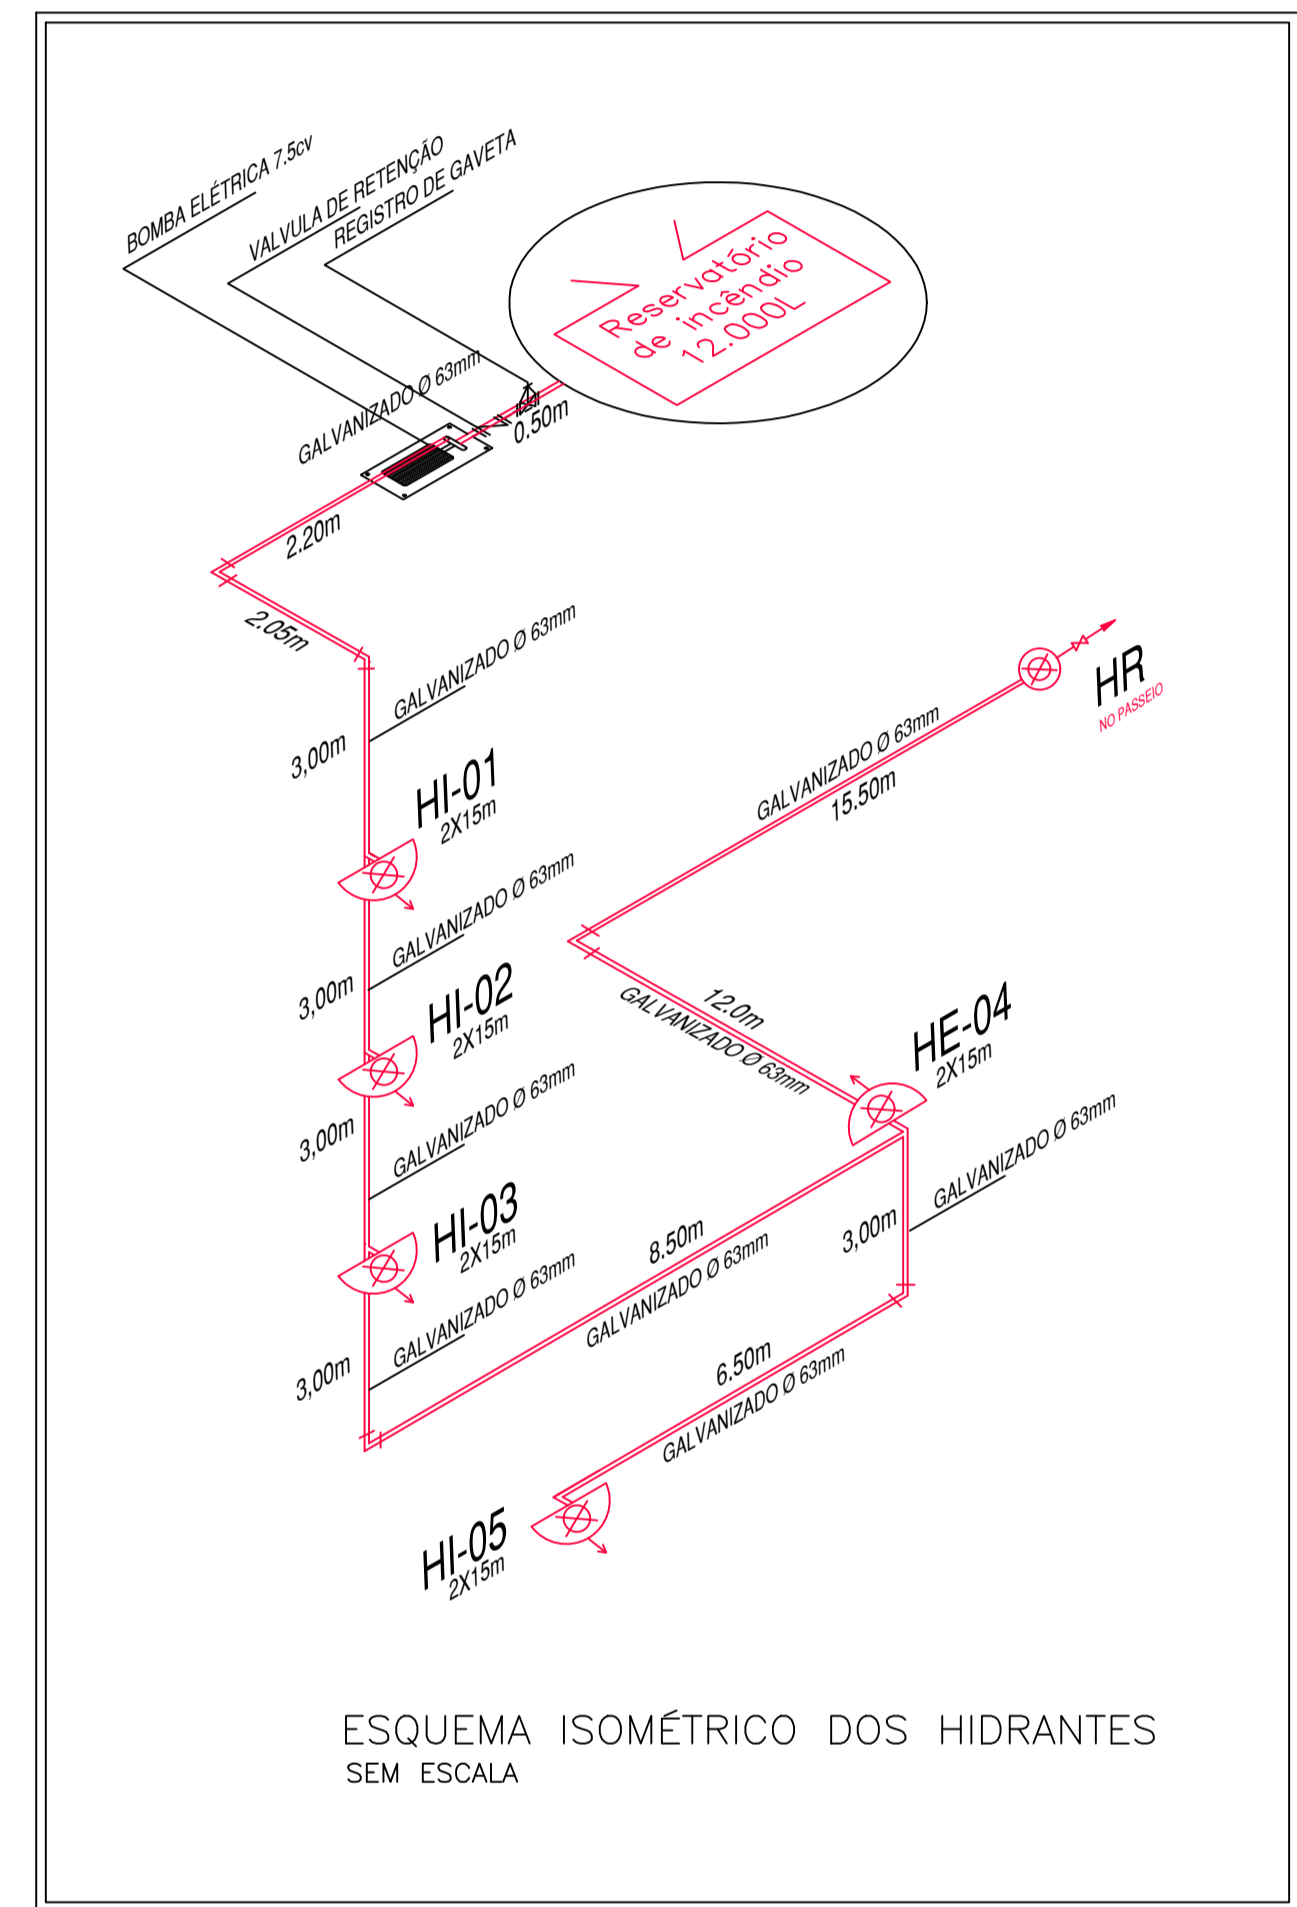 BOMBA ELÉTRICA 7.5cv
VALVULA DE RETENÇÃO
REGISTRO DE GAVETA
Reservatório
de incêndio
12.000L
GALVANIZADO Ø 63mm
0.50m
2.20m
2.05m
GALVANIZADO Ø 63mm
3,00m
HR
NO PASSEIO
GALVANIZADO Ø 63mm
15.50m
HI-01
2X15m
GALVANIZADO Ø 63mm
3,00m
HI-02
2X15m
12.0m
GALVANIZADO Ø 63mm
HE-04
2X15m
GALVANIZADO Ø 63mm
3,00m
GALVANIZADO Ø 63mm
3,00m
HI-03
2X15m
8.50m
GALVANIZADO Ø 63mm
GALVANIZADO Ø 63mm
3,00m
6.50m
GALVANIZADO Ø 63mm
HI-05
2X15m
ESQUEMA ISOMÉTRICO DOS HIDRANTES
SEM ESCALA